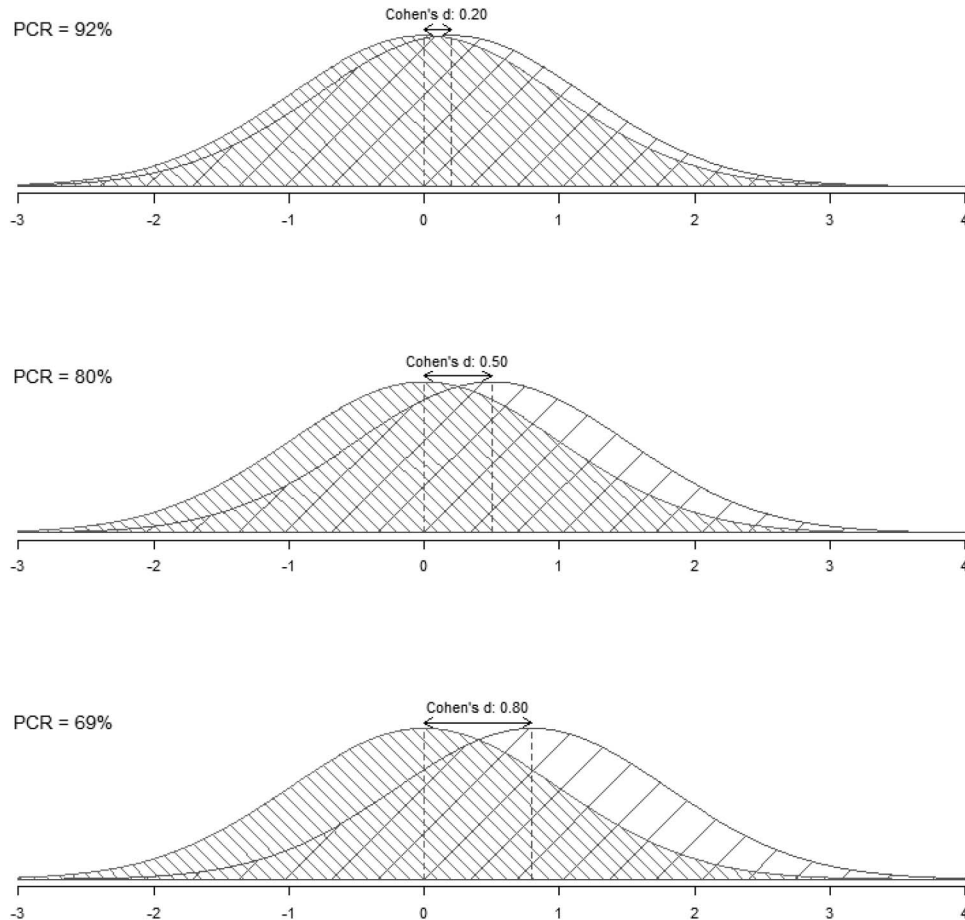 Cohen's d: 0.20
PCR = 92%
-3 -2 -1 0 1 2 3 4
Cohen's d: 0.50
PCR = 80%
-3 -2 -1 0 1 2 3 4
Cohen's d: 0.80
PCR = 69%
-3 -2 -1 0 1 2 3 4